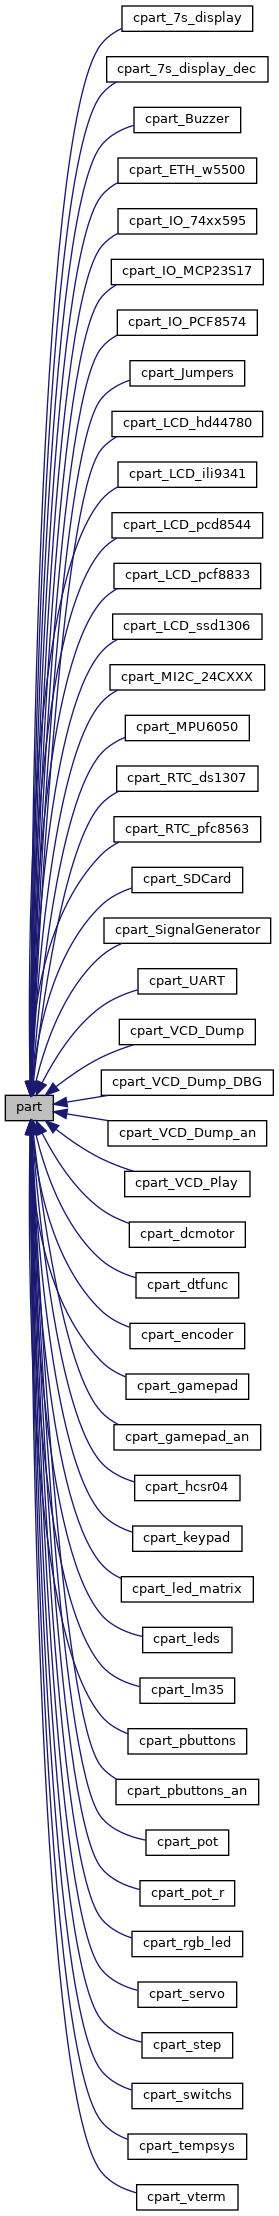 cpart_7s_display
cpart_7s_display_dec
cpart_Buzzer
cpart_ETH_w5500
cpart_IO_74xx595
cpart_IO_MCP23S17
cpart_IO_PCF8574
cpart_Jumpers
cpart_LCD_hd44780
cpart_LCD_ili9341
cpart_LCD_pcd8544
cpart_LCD_pcf8833
cpart_LCD_ssd1306
cpart_MI2C_24CXXX
cpart_MPU6050
cpart_RTC_ds1307
cpart_RTC_pfc8563
cpart_SDCard
cpart_SignalGenerator
cpart_UART
cpart_VCD_Dump
cpart_VCD_Dump_DBG
part
cpart_VCD_Dump_an
cpart_VCD_Play
cpart_dcmotor
cpart_dtfunc
cpart_encoder
cpart_gamepad
cpart_gamepad_an
cpart_hcsr04
cpart_keypad
cpart_led_matrix
cpart_leds
cpart_lm35
cpart_pbuttons
cpart_pbuttons_an
cpart_pot
cpart_pot_r
cpart_rgb_led
cpart_servo
cpart_step
cpart_switchs
cpart_tempsys
cpart_vterm